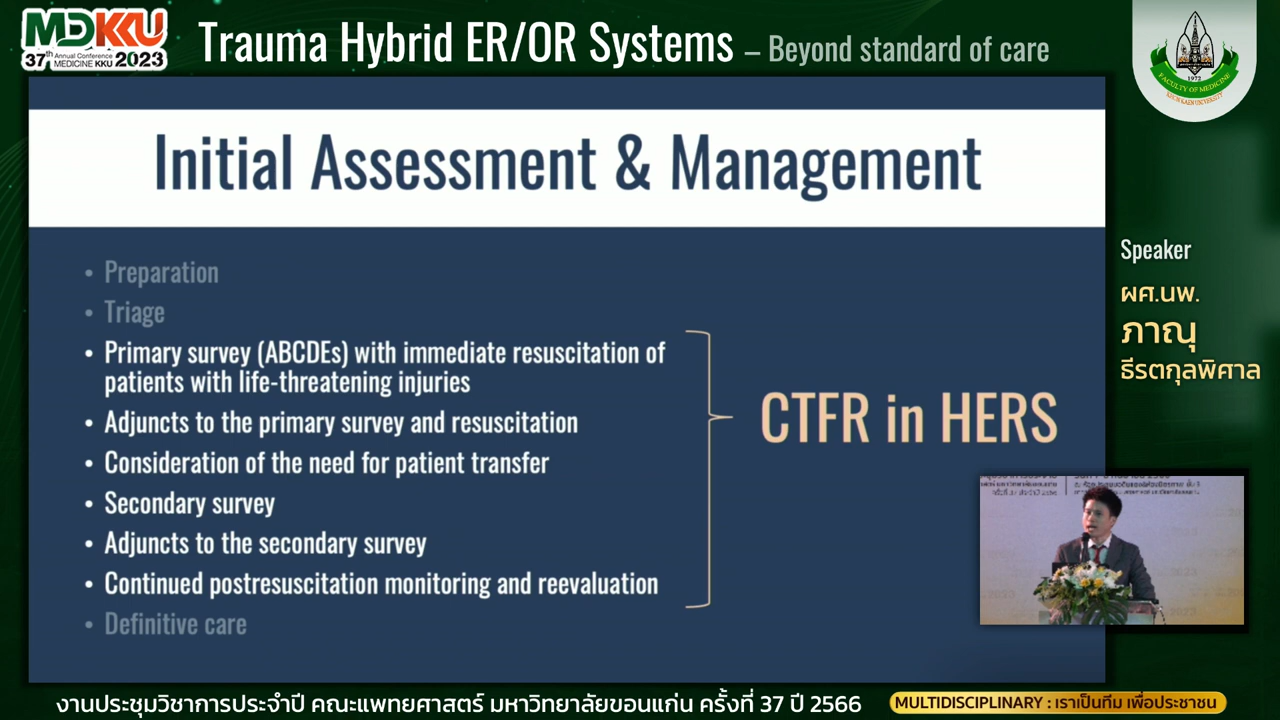 MDKKU
37th Annual Conference MEDICINE KKU 2023
Trauma Hybrid ER/OR Systems – Beyond standard of care
1972
FACULTY OF MEDICINE
KHON KAEN UNIVERSITY
Initial Assessment & Management
• Preparation
• Triage
• Primary survey (ABCDEs) with immediate resuscitation of
patients with life-threatening injuries
• Adjuncts to the primary survey and resuscitation
• Consideration of the need for patient transfer
• Secondary survey
• Adjuncts to the secondary survey
• Continued postresuscitation monitoring and reevaluation
• Definitive care
CTFR in HERS
Speaker
ผศ.นพ.
ภาณุ
ธีรตกุลพิศาล
งานประชุมวิชาการประจำปี คณะแพทยศาสตร์ มหาวิทยาลัยขอนแก่น ครั้งที่ 37 ปี 2566
MULTIDISCIPLINARY : เราเป็นทีม เพื่อประชาชน